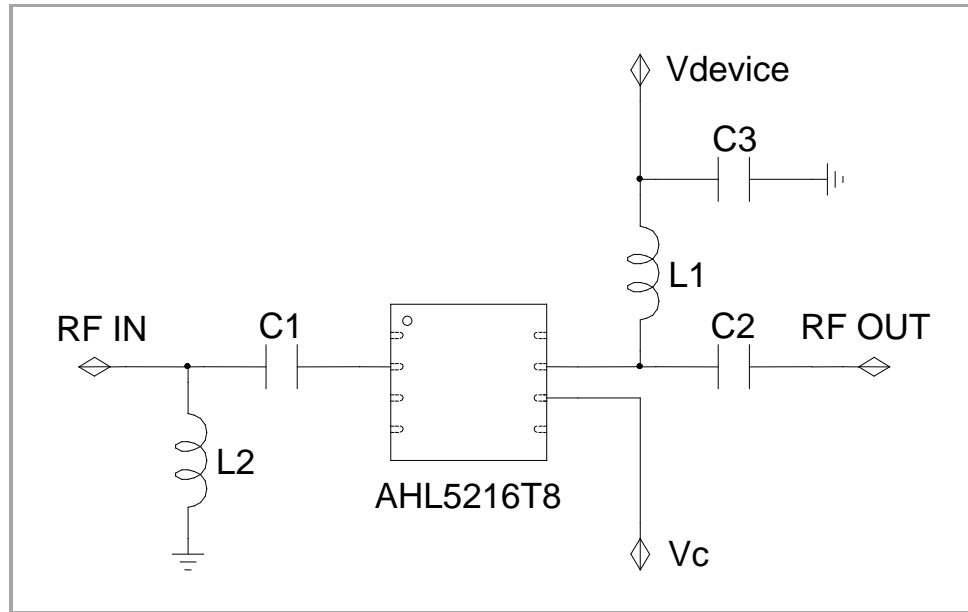 Vdevice
C3
L1
RF IN
C1
C2
RF OUT
L2
AHL5216T8
Vc